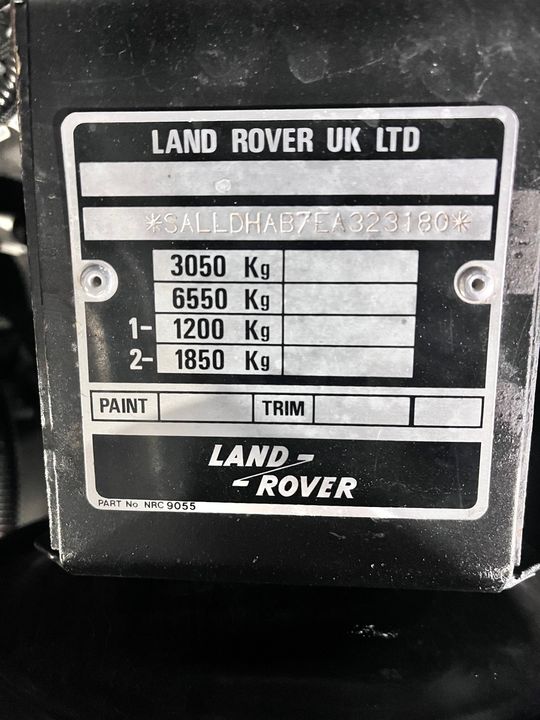 LAND ROVER UK LTD
*SALLDHAB7EA323180*
3050 Kg
6550 Kg
1- 1200 Kg
2- 1850 Kg
PAINT TRIM
LAND-
-ROVER
PART No NRC 9055